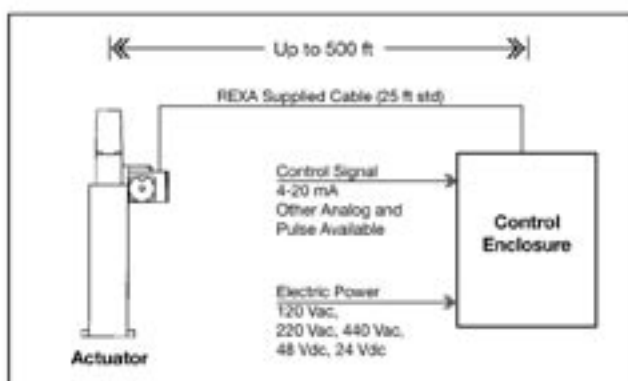 Up to 500 ft
REXA Supplied Cable (25 ft std)
Control Signal
4-20 mA
Other Analog and
Pulse Available
Control
Enclosure
Electric Power
120 Vac,
220 Vac, 440 Vac,
48 Vdc, 24 Vdc
Actuator